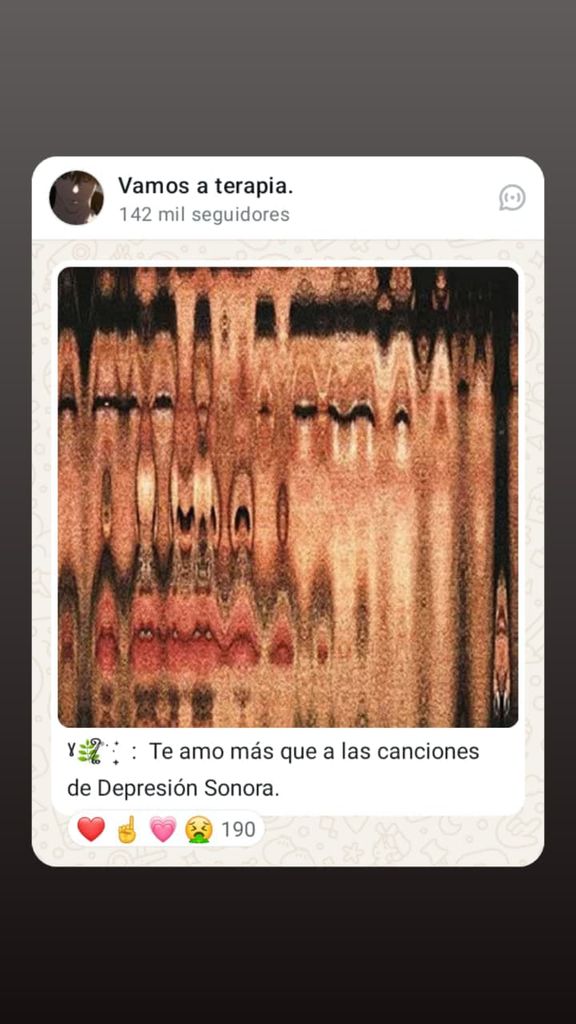 Vamos a terapia.
142 mil seguidores
: Te amo más que a las canciones
de Depresión Sonora.
190